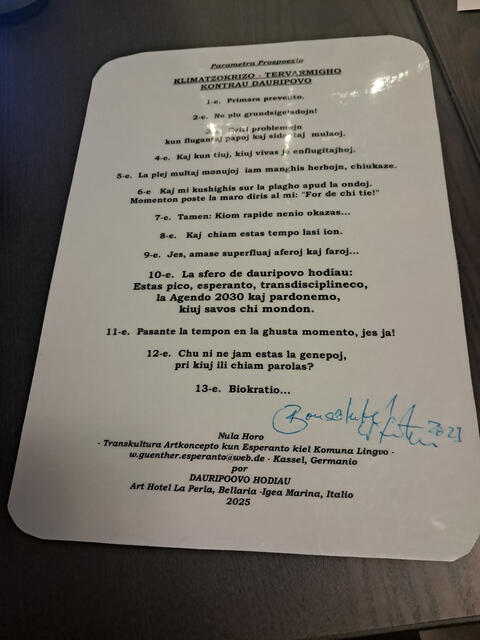 Parametra Prozpoezio
KLIMATZOKRIZO - TERVARMIGHO
KONTRAU DAURIPOVO
1-e. Primara prevento.
2-e. Ne plu grundsigeladojn!
problemojn
kun flugantaj papoj kaj sidantaj mulaoj.
4-e. Kaj kun tiuj, kiuj vivas je enflugitajhoj.
5-e. La plej multaj monujoj iam manghis herbojn, chiukaze.
6-e Kaj mi kushighis sur la plagho apud la ondoj.
Momenton poste la maro diris al mi: "For de chi tie!"
7-e. Tamen: Kiom rapide nenio okazas...
8-e. Kaj chiam estas tempo lasi ion.
9-e. Jes, amase superfluaj aferoj kaj faroj...
10-e. La sfero de dauripovo hodiau:
Estas pico, esperanto, transdisciplineco,
la Agendo 2030 kaj pardonemo,
kiuj savos chi mondon.
11-e. Pasante la tempon en la ghusta momento, jes ja!
12-e. Chu ni ne jam estas la genepoj,
pri kiuj ili chiam parolas?
13-e. Biokratio...
Nula Horo
- Transkultura Artkoncepto kun Esperanto kiel Komuna Lingvo -
w.guenther.esperanto@web.de - Kassel, Germanio
por
DAURIPOOVO HODIAU
Art Hotel La Perla, Bellaria -Igea Marina, Italio
2025